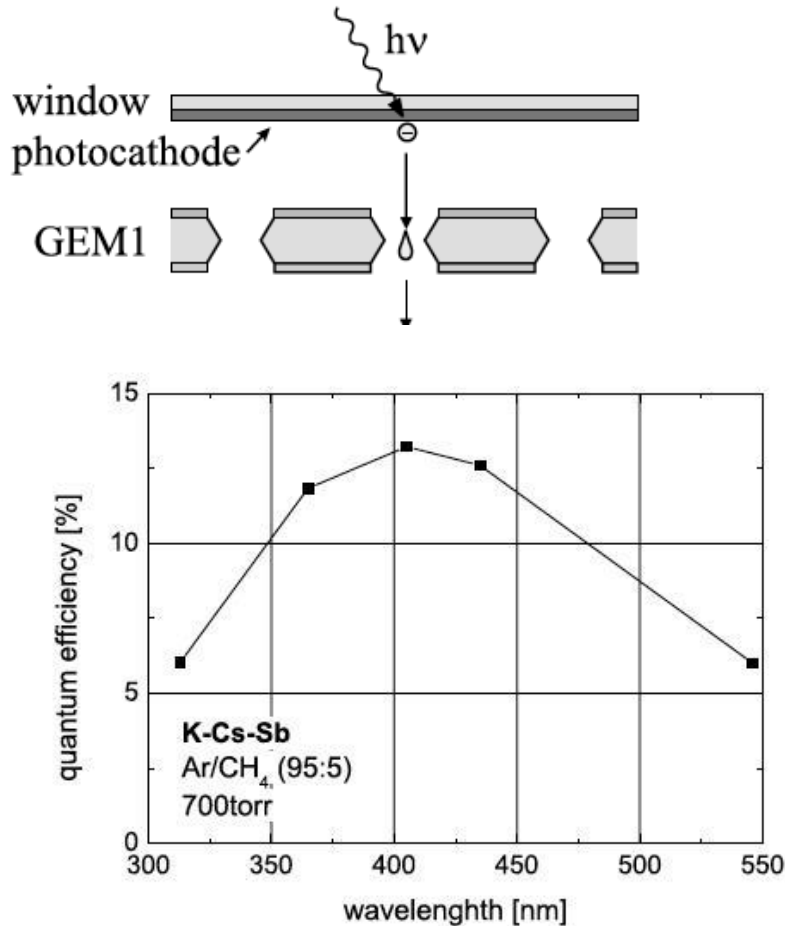 hν
window
photocathode
GEM1
15
10
5
0
quantum efficiency [%]
K-Cs-Sb
Ar/CH4, (95:5)
700torr
300 350 400 450 500 550
wavelenghth [nm]